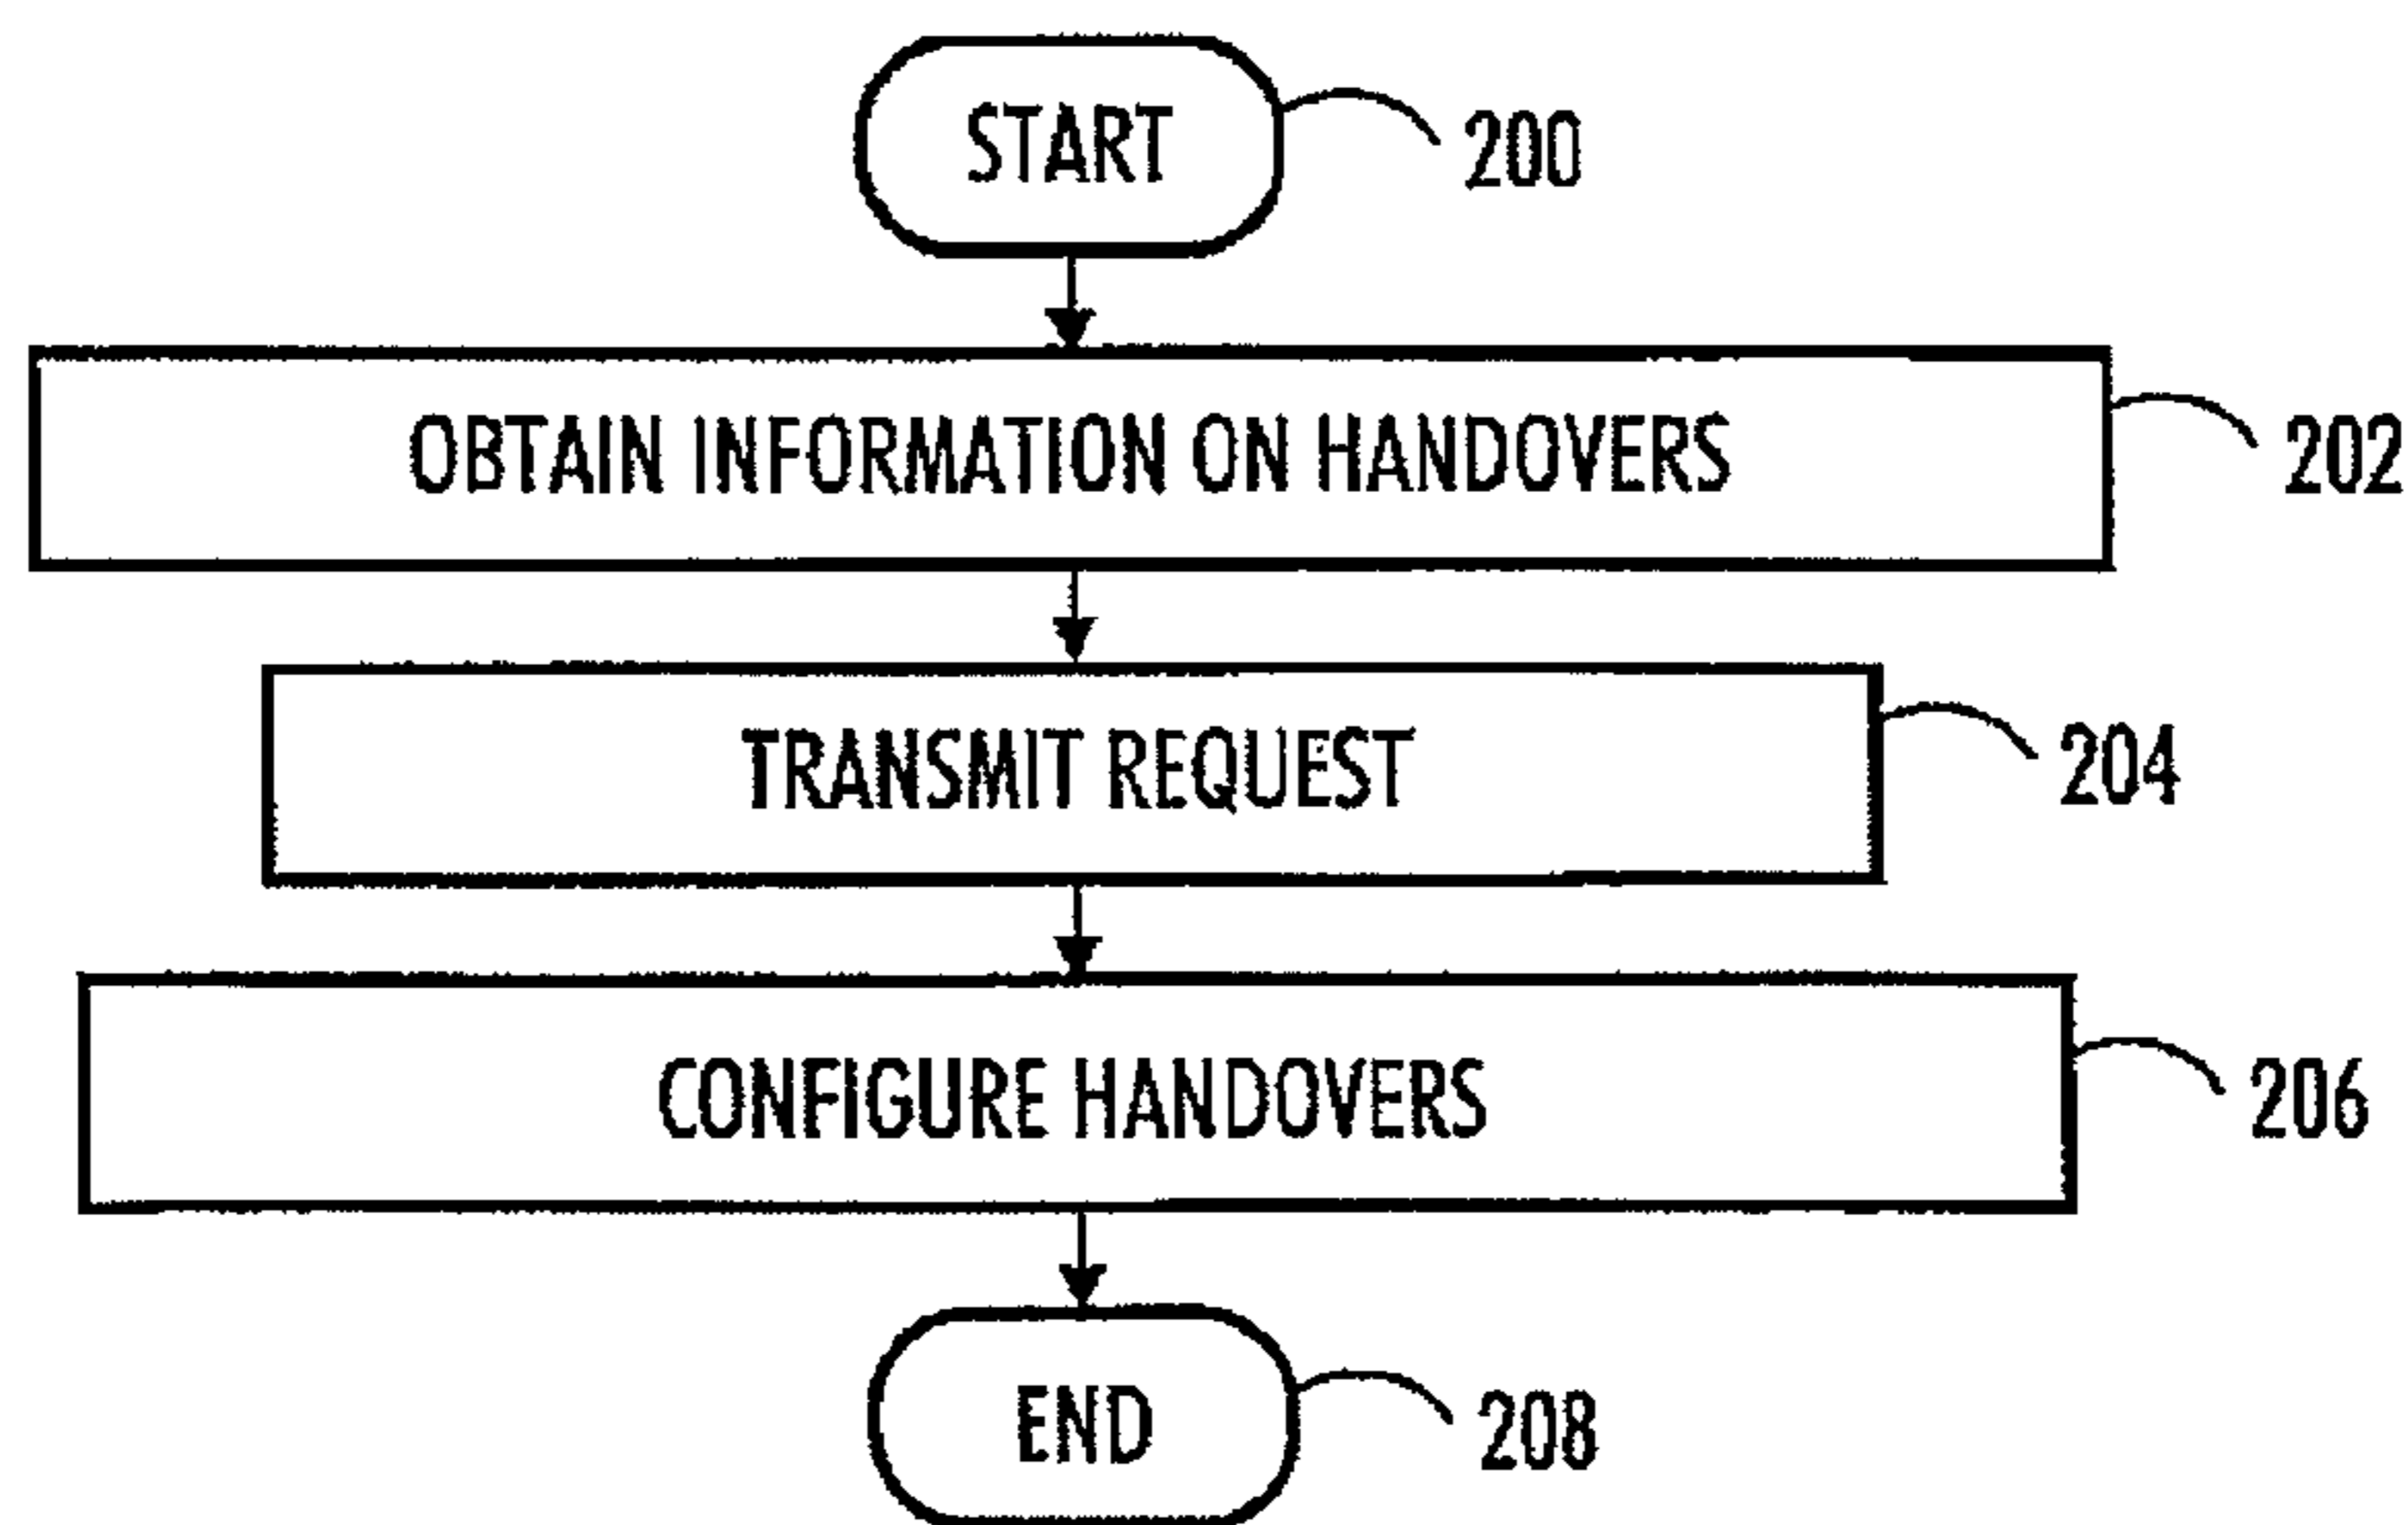 START
200
OBTAIN INFORMATION ON HANDOVERS
202
TRANSMIT REQUEST
204
CONFIGURE HANDOVERS
206
END
208